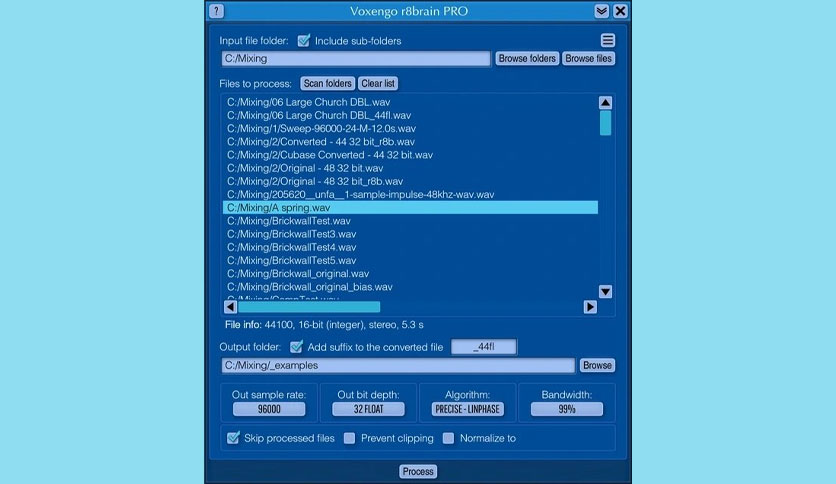 ?
Voxengo r8brain PRO
Input file folder: Include sub-folders
C:/Mixing Browse folders Browse files
Files to process: Scan folders Clear list
C:/Mixing/06 Large Church DBL.wav
C:/Mixing/06 Large Church DBL_44fl.wav
C:/Mixing/1/Sweep-96000-24-M-12.0s.wav
C:/Mixing/2/Converted - 44 32 bit_r8b.wav
C:/Mixing/2/Cubase Converted - 44 32 bit.wav
C:/Mixing/2/Original - 48 32 bit.wav
C:/Mixing/2/Original - 48 32 bit_r8b.wav
C:/Mixing/205620__unfa__1-sample-impulse-48khz-wav.wav
C:/Mixing/A spring.wav
C:/Mixing/BrickwallTest.wav
C:/Mixing/BrickwallTest3.wav
C:/Mixing/BrickwallTest4.wav
C:/Mixing/BrickwallTest5.wav
C:/Mixing/Brickwall_original.wav
C:/Mixing/Brickwall_original_bias.wav
C:/Mixing/CompTest.wav
File info: 44100, 16-bit (integer), stereo, 5.3 s
Output folder: Add suffix to the converted file _44fl
C:/Mixing/_examples Browse
Out sample rate: Out bit depth: Algorithm: Bandwidth:
96000 32 FLOAT PRECISE - LINPHASE 99%
Skip processed files Prevent clipping Normalize to
Process